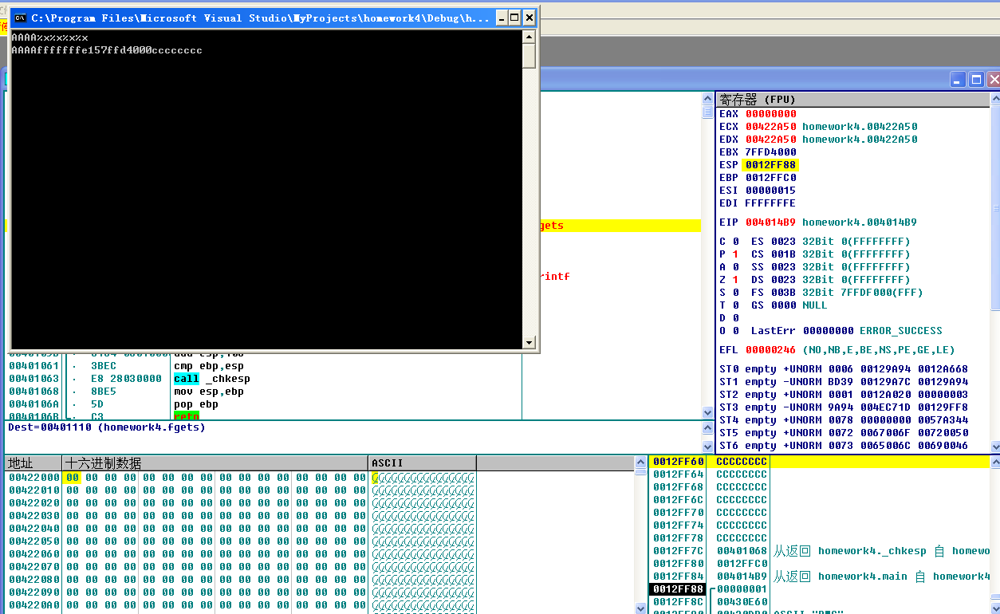 C:\Program Files\Microsoft Visual Studio\MyProjects\homework4\Debug\h...
AAAA%x%x%x%x
AAAAfffffffe157ffd4000cccccccc
gets
rintf
00401061 · 3BEC cmp ebp,esp
00401063 · E8 28030000 call _chkesp
00401068 · 8BE5 mov esp,ebp
0040106A · 5D pop ebp
0040106B · C3 retn
Dest=00401110 (homework4.fgets)
寄存器 (FPU)
EAX 00000000
ECX 00422A50 homework4.00422A50
EDX 00422A50 homework4.00422A50
EBX 7FFD4000
ESP 0012FF88
EBP 0012FFC0
ESI 00000015
EDI FFFFFFFE
EIP 004014B9 homework4.004014B9
C 0 ES 0023 32Bit 0(FFFFFFFF)
P 1 CS 001B 32Bit 0(FFFFFFFF)
A 0 SS 0023 32Bit 0(FFFFFFFF)
Z 1 DS 0023 32Bit 0(FFFFFFFF)
S 0 FS 003B 32Bit 7FFDF000(FFF)
T 0 GS 0000 NULL
D 0
O 0 LastErr 00000000 ERROR_SUCCESS
EFL 00000246 (NO,NB,E,BE,NS,PE,GE,LE)
ST0 empty +UNORM 0006 00129A94 0012A668
ST1 empty -UNORM BD39 00129A7C 00129A94
ST2 empty +UNORM 0001 0012A020 00000003
ST3 empty -UNORM 9A94 004EC71D 00129FF8
ST4 empty +UNORM 0078 00000000 0057A344
ST5 empty +UNORM 0072 0067006F 00720050
ST6 empty +UNORM 0073 0065006C 00690046
地址 十六进制数据 ASCII
00422000 00 00 00 00 00 00 00 00 00 00 00 00 00 00 00 00
00422010 00 00 00 00 00 00 00 00 00 00 00 00 00 00 00 00
00422020 00 00 00 00 00 00 00 00 00 00 00 00 00 00 00 00
00422030 00 00 00 00 00 00 00 00 00 00 00 00 00 00 00 00
00422040 00 00 00 00 00 00 00 00 00 00 00 00 00 00 00 00
00422050 00 00 00 00 00 00 00 00 00 00 00 00 00 00 00 00
00422060 00 00 00 00 00 00 00 00 00 00 00 00 00 00 00 00
00422070 00 00 00 00 00 00 00 00 00 00 00 00 00 00 00 00
00422080 00 00 00 00 00 00 00 00 00 00 00 00 00 00 00 00
00422090 00 00 00 00 00 00 00 00 00 00 00 00 00 00 00 00
004220A0 00 00 00 00 00 00 00 00 00 00 00 00 00 00 00 00
0012FF60 CCCCCCCC
0012FF64 CCCCCCCC
0012FF68 CCCCCCCC
0012FF6C CCCCCCCC
0012FF70 CCCCCCCC
0012FF74 CCCCCCCC
0012FF78 CCCCCCCC
0012FF7C 00401068 从返回 homework4._chkesp 自 homewo
0012FF80 0012FFC0
0012FF84 004014B9 从返回 homework4.main 自 homework4
0012FF88 00000001
0012FF8C 00430E60